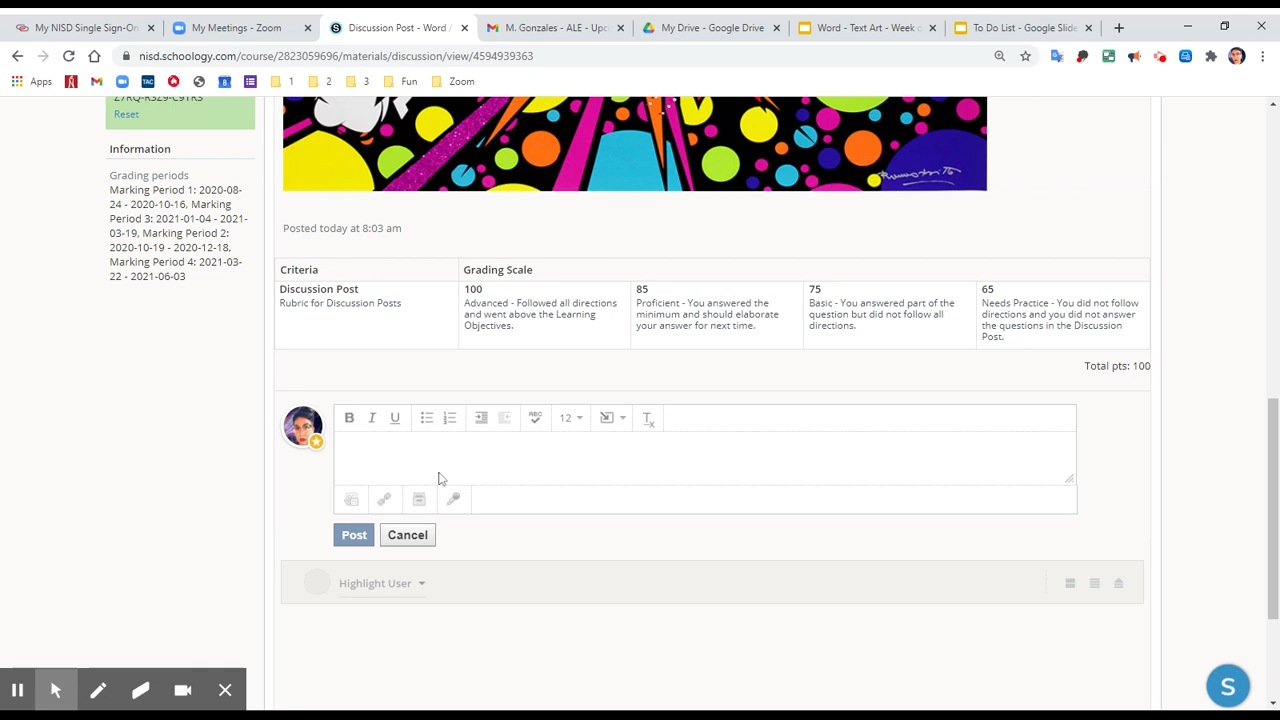 My NISD Single Sign-On
My Meetings - Zoom
Discussion Post - Word /
M. Gonzales - ALE - Upc
My Drive - Google Drive
Word - Text Art - Week c
To Do List - Google Slide
nisd.schoology.com/course/2823059696/materials/discussion/view/4594939363
Apps
TAC
8
1
2
3
Fun
Zoom
Z7RQ-R3Z9-C9TRS
Reset
Information
Grading periods
Marking Period 1: 2020-08-
24 - 2020-10-16, Marking
Period 3: 2021-01-04 - 2021-
03-19, Marking Period 2:
2020-10-19 - 2020-12-18,
Marking Period 4: 2021-03-
22 - 2021-06-03
Posted today at 8:03 am
Criteria
Grading Scale
Discussion Post
Rubric for Discussion Posts
100
Advanced - Followed all directions
and went above the Learning
Objectives.
85
Proficient - You answered the
minimum and should elaborate
your answer for next time.
75
Basic - You answered part of the
question but did not follow all
directions.
65
Needs Practice - You did not follow
directions and you did not answer
the questions in the Discussion
Post.
Total pts: 100
B I U ABC 12 Tx
Post
Cancel
Highlight User
S